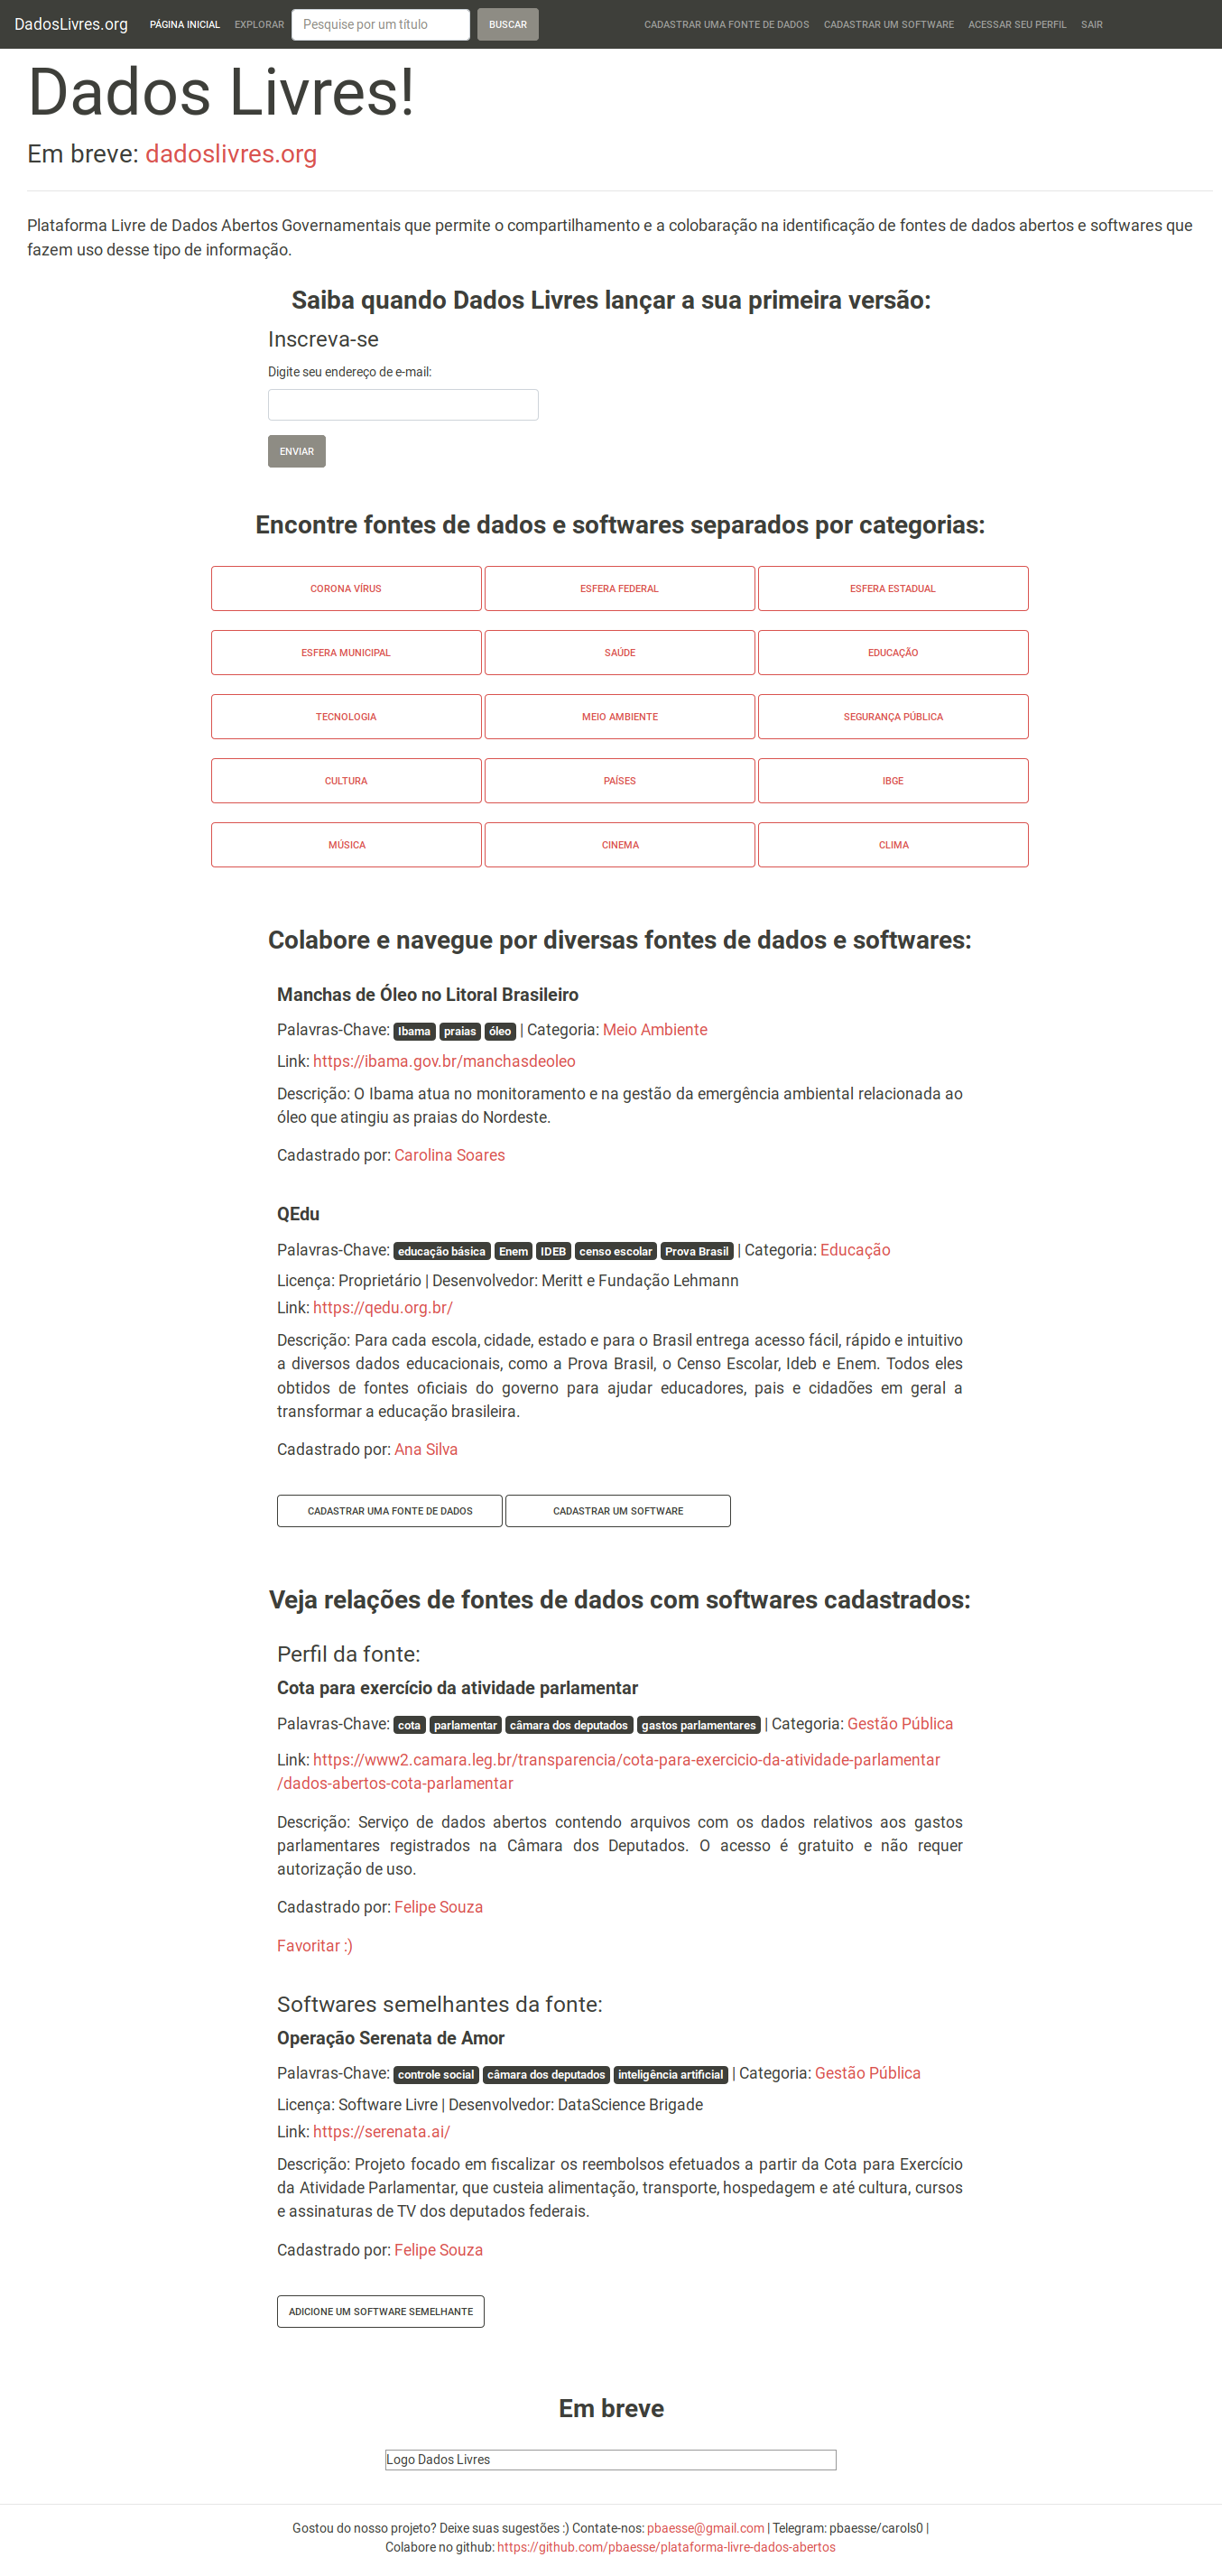 DadosLivres.org PÁGINA INICIAL EXPLORAR Pesquise por um título BUSCAR CADASTRAR UMA FONTE DE DADOS CADASTRAR UM SOFTWARE ACESSAR SEU PERFIL SAIR
Dados Livres!
Em breve: dadoslivres.org
Plataforma Livre de Dados Abertos Governamentais que permite o compartilhamento e a colobaração na identificação de fontes de dados abertos e softwares que
fazem uso desse tipo de informação.
Saiba quando Dados Livres lançar a sua primeira versão:
Inscreva-se
Digite seu endereço de e-mail:
ENVIAR
Encontre fontes de dados e softwares separados por categorias:
CORONA VÍRUS ESFERA FEDERAL ESFERA ESTADUAL
ESFERA MUNICIPAL SAÚDE EDUCAÇÃO
TECNOLOGIA MEIO AMBIENTE SEGURANÇA PÚBLICA
CULTURA PAÍSES IBGE
MÚSICA CINEMA CLIMA
Colabore e navegue por diversas fontes de dados e softwares:
Manchas de Óleo no Litoral Brasileiro
Palavras-Chave: Ibama praias óleo | Categoria: Meio Ambiente
Link: https://ibama.gov.br/manchasdeoleo
Descrição: O Ibama atua no monitoramento e na gestão da emergência ambiental relacionada ao
óleo que atingiu as praias do Nordeste.
Cadastrado por: Carolina Soares
QEdu
Palavras-Chave: educação básica Enem IDEB censo escolar Prova Brasil | Categoria: Educação
Licença: Proprietário | Desenvolvedor: Meritt e Fundação Lehmann
Link: https://qedu.org.br/
Descrição: Para cada escola, cidade, estado e para o Brasil entrega acesso fácil, rápido e intuitivo
a diversos dados educacionais, como a Prova Brasil, o Censo Escolar, Ideb e Enem. Todos eles
obtidos de fontes oficiais do governo para ajudar educadores, pais e cidadões em geral a
transformar a educação brasileira.
Cadastrado por: Ana Silva
CADASTRAR UMA FONTE DE DADOS CADASTRAR UM SOFTWARE
Veja relações de fontes de dados com softwares cadastrados:
Perfil da fonte:
Cota para exercício da atividade parlamentar
Palavras-Chave: cota parlamentar câmara dos deputados gastos parlamentares | Categoria: Gestão Pública
Link: https://www2.camara.leg.br/transparencia/cota-para-exercicio-da-atividade-parlamentar
/dados-abertos-cota-parlamentar
Descrição: Serviço de dados abertos contendo arquivos com os dados relativos aos gastos
parlamentares registrados na Câmara dos Deputados. O acesso é gratuito e não requer
autorização de uso.
Cadastrado por: Felipe Souza
Favoritar :)
Softwares semelhantes da fonte:
Operação Serenata de Amor
Palavras-Chave: controle social câmara dos deputados inteligência artificial | Categoria: Gestão Pública
Licença: Software Livre | Desenvolvedor: DataScience Brigade
Link: https://serenata.ai/
Descrição: Projeto focado em fiscalizar os reembolsos efetuados a partir da Cota para Exercício
da Atividade Parlamentar, que custeia alimentação, transporte, hospedagem e até cultura, cursos
e assinaturas de TV dos deputados federais.
Cadastrado por: Felipe Souza
ADICIONE UM SOFTWARE SEMELHANTE
Em breve
Logo Dados Livres
Gostou do nosso projeto? Deixe suas sugestões :) Contate-nos: pbaesse@gmail.com | Telegram: pbaesse/carols0 |
Colabore no github: https://github.com/pbaesse/plataforma-livre-dados-abertos